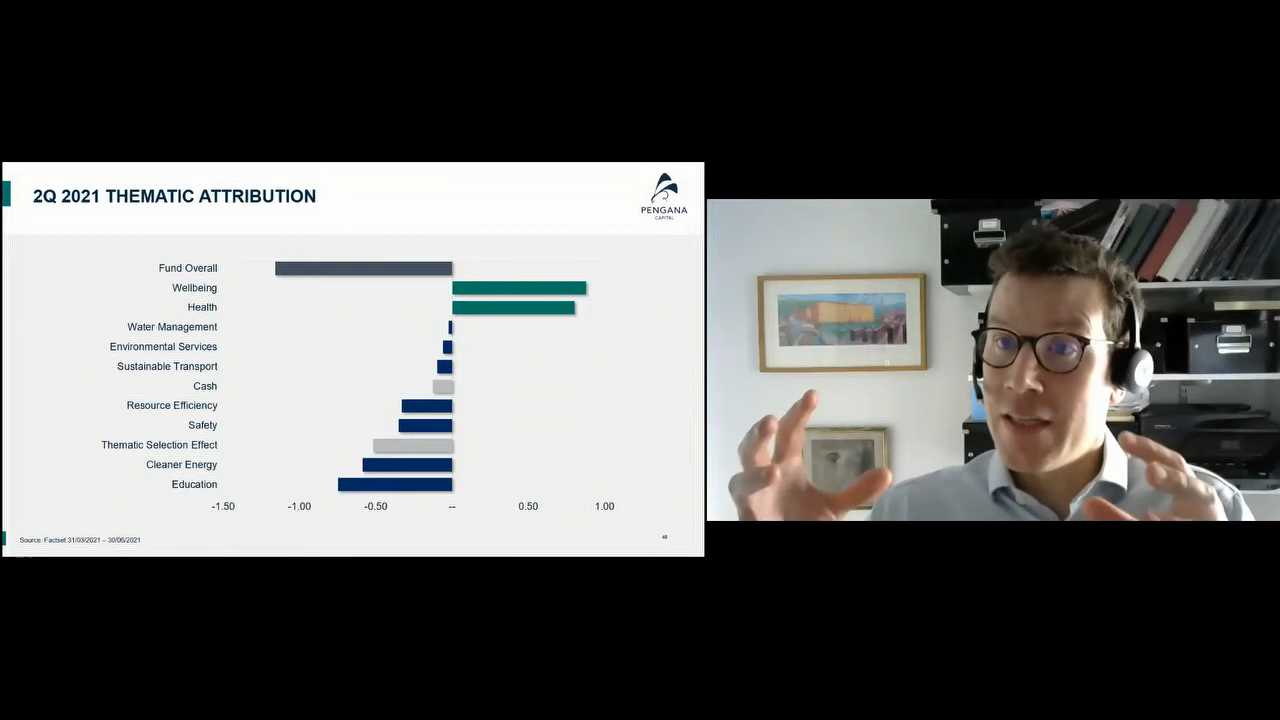 2Q 2021 THEMATIC ATTRIBUTION
PENGANA
CAPITAL
Fund Overall
Wellbeing
Health
Water Management
Environmental Services
Sustainable Transport
Cash
Resource Efficiency
Safety
Thematic Selection Effect
Cleaner Energy
Education
-1.50 -1.00 -0.50 -- 0.50 1.00
Source: Factset 31/03/2021 – 30/06/2021